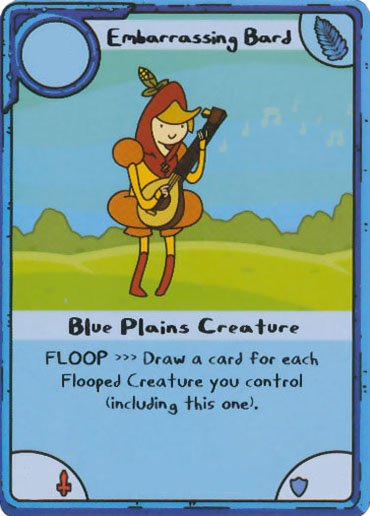 Embarrassing Bard
Blue Plains Creature
FLOOP >>> Draw a card for each
Flooped Creature you control
(including this one).